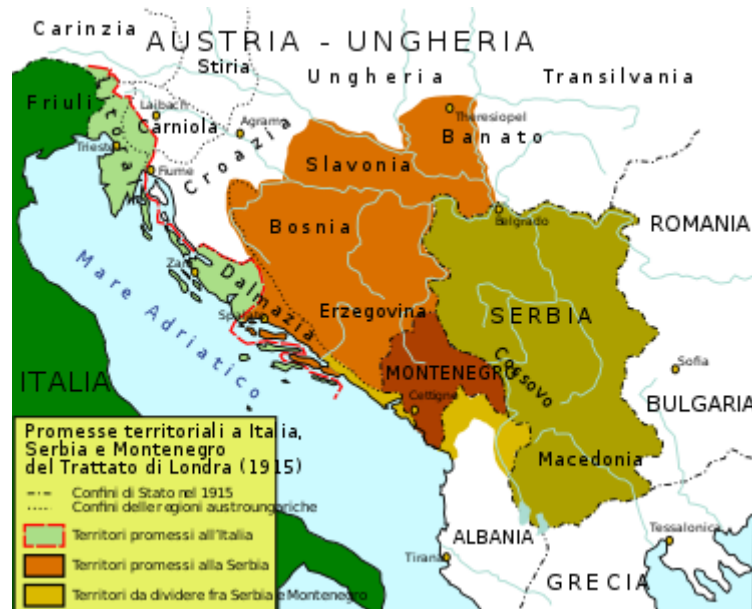 Carinzia
AUSTRIA - UNGHERIA
Stiria
Ungheria
Transilvania
Friuli
Laibach
Carniola
Agram
Theresiopel
Banato
Trieste
Fiume
Croazia
Slavonia
Bosnia
Belgrado
ROMANIA
Zara
Dalmazia
Mare Adriatico
Erzegovina
SERBIA
Spalato
ITALIA
MONTENEGRO
Cossovo
Sofia
Cettigne
BULGARIA
Promesse territoriali a Italia,
Serbia e Montenegro
del Trattato di Londra (1915)
Macedonia
Confini di Stato nel 1915
Confini delle regioni austroungariche
Territori promessi all'Italia
ALBANIA
Tessalonica
Territori promessi alla Serbia
Tirana
GRECIA
Territori da dividere fra Serbia e Montenegro